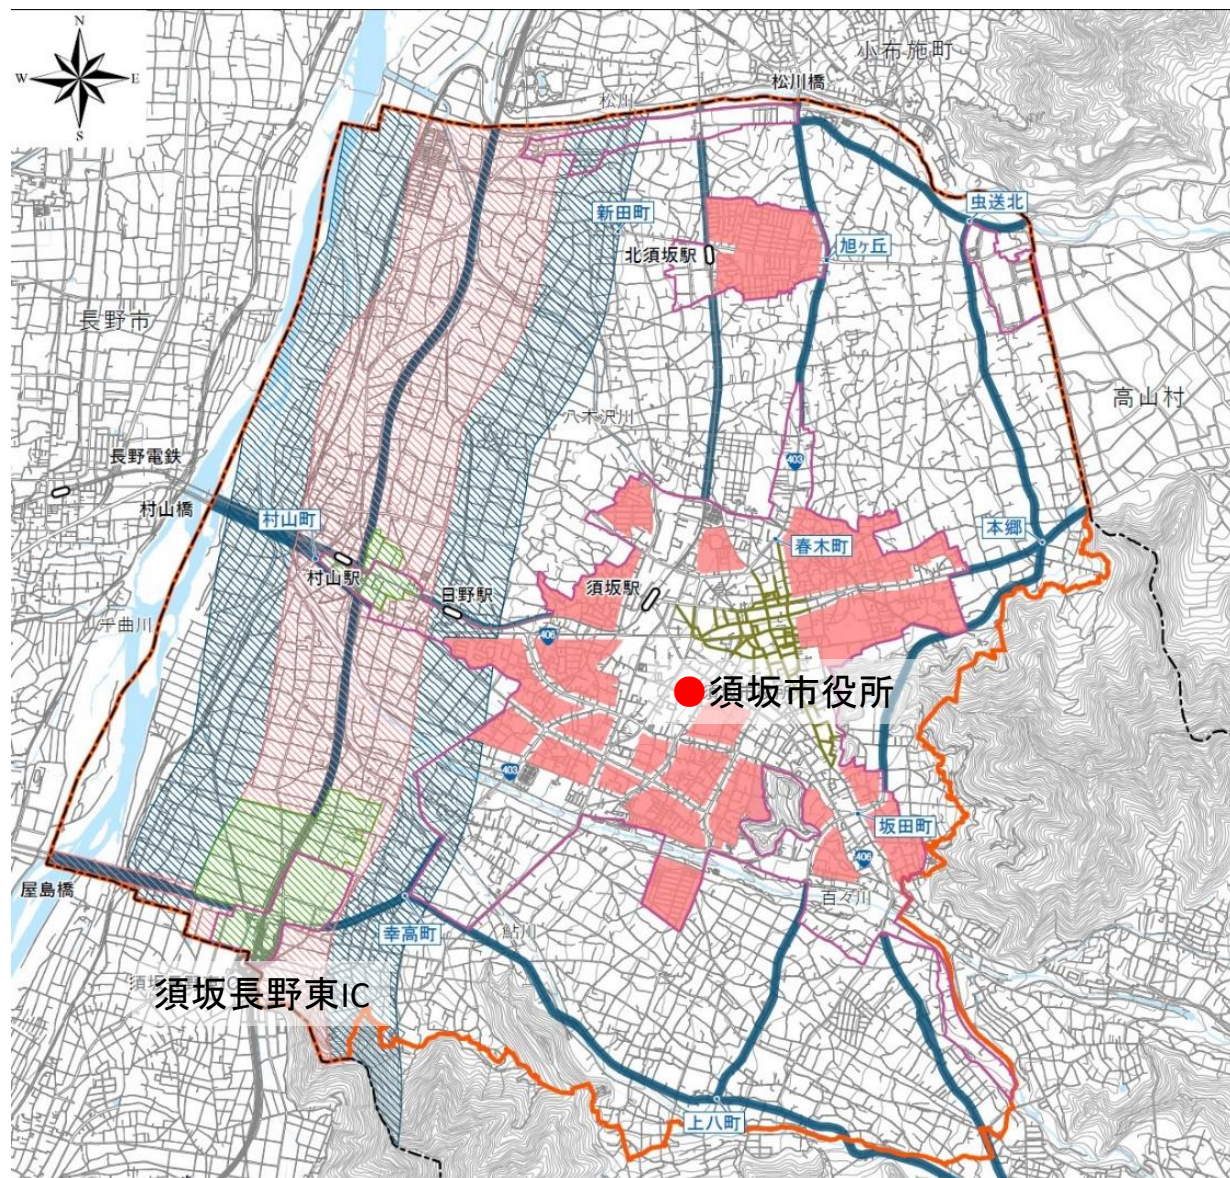 N
W
E
S
小布施町
松川橋
松川
虫送北
新田町
旭ヶ丘
北須坂駅
長野市
高山村
八木沢川
403
長野電鉄
村山橋
村山町
本郷
春木町
村山駅
須坂駅
日野駅
千曲川
406
須坂市役所
403
坂田町
406
屋島橋
百々川
幸高町
鮎川
須坂長野東IC
上八町